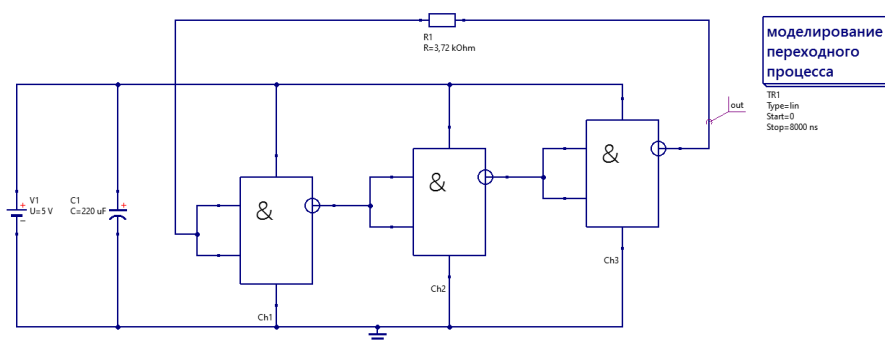 R1
R=3,72 kOhm
моделирование
переходного
процесса
TR1
Type=lin
Start=0
Stop=8000 ns
out
&
&
&
V1
U=5 V
C1
C=220 uF
Ch1
Ch2
Ch3